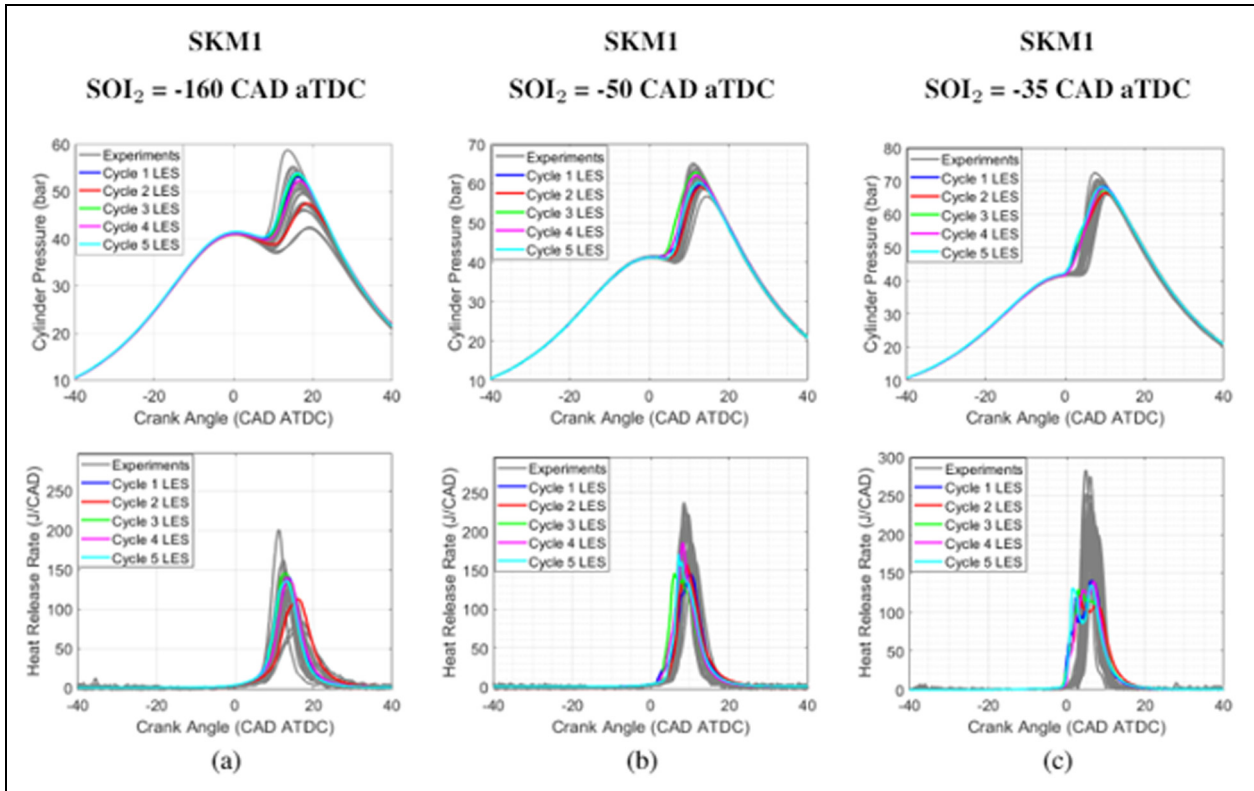 SKM1
SOI₂ = -160 CAD aTDC
SKM1
SOI₂ = -50 CAD aTDC
SKM1
SOI₂ = -35 CAD aTDC
60
50
40
30
20
10
Cylinder Pressure (bar)
Experiments
Cycle 1 LES
Cycle 2 LES
Cycle 3 LES
Cycle 4 LES
Cycle 5 LES
-40
-20
0
20
40
Crank Angle (CAD ATDC)
70
60
50
40
30
20
10
Cylinder Pressure (bar)
Experiments
Cycle 1 LES
Cycle 2 LES
Cycle 3 LES
Cycle 4 LES
Cycle 5 LES
-40
-20
0
20
40
Crank Angle (CAD ATDC)
80
70
60
50
40
30
20
10
Cylinder Pressure (bar)
Experiments
Cycle 1 LES
Cycle 2 LES
Cycle 3 LES
Cycle 4 LES
Cycle 5 LES
-40
-20
0
20
40
Crank Angle (CAD ATDC)
250
200
150
100
50
0
Heat Release Rate (J/CAD)
Experiments
Cycle 1 LES
Cycle 2 LES
Cycle 3 LES
Cycle 4 LES
Cycle 5 LES
-40
-20
0
20
40
Crank Angle (CAD ATDC)
250
200
150
100
50
0
Heat Release Rate (J/CAD)
Experiments
Cycle 1 LES
Cycle 2 LES
Cycle 3 LES
Cycle 4 LES
Cycle 5 LES
-40
-20
0
20
40
Crank Angle (CAD ATDC)
300
250
200
150
100
50
0
Heat Release Rate (J/CAD)
Experiments
Cycle 1 LES
Cycle 2 LES
Cycle 3 LES
Cycle 4 LES
Cycle 5 LES
-40
-20
0
20
40
Crank Angle (CAD ATDC)
(a)
(b)
(c)